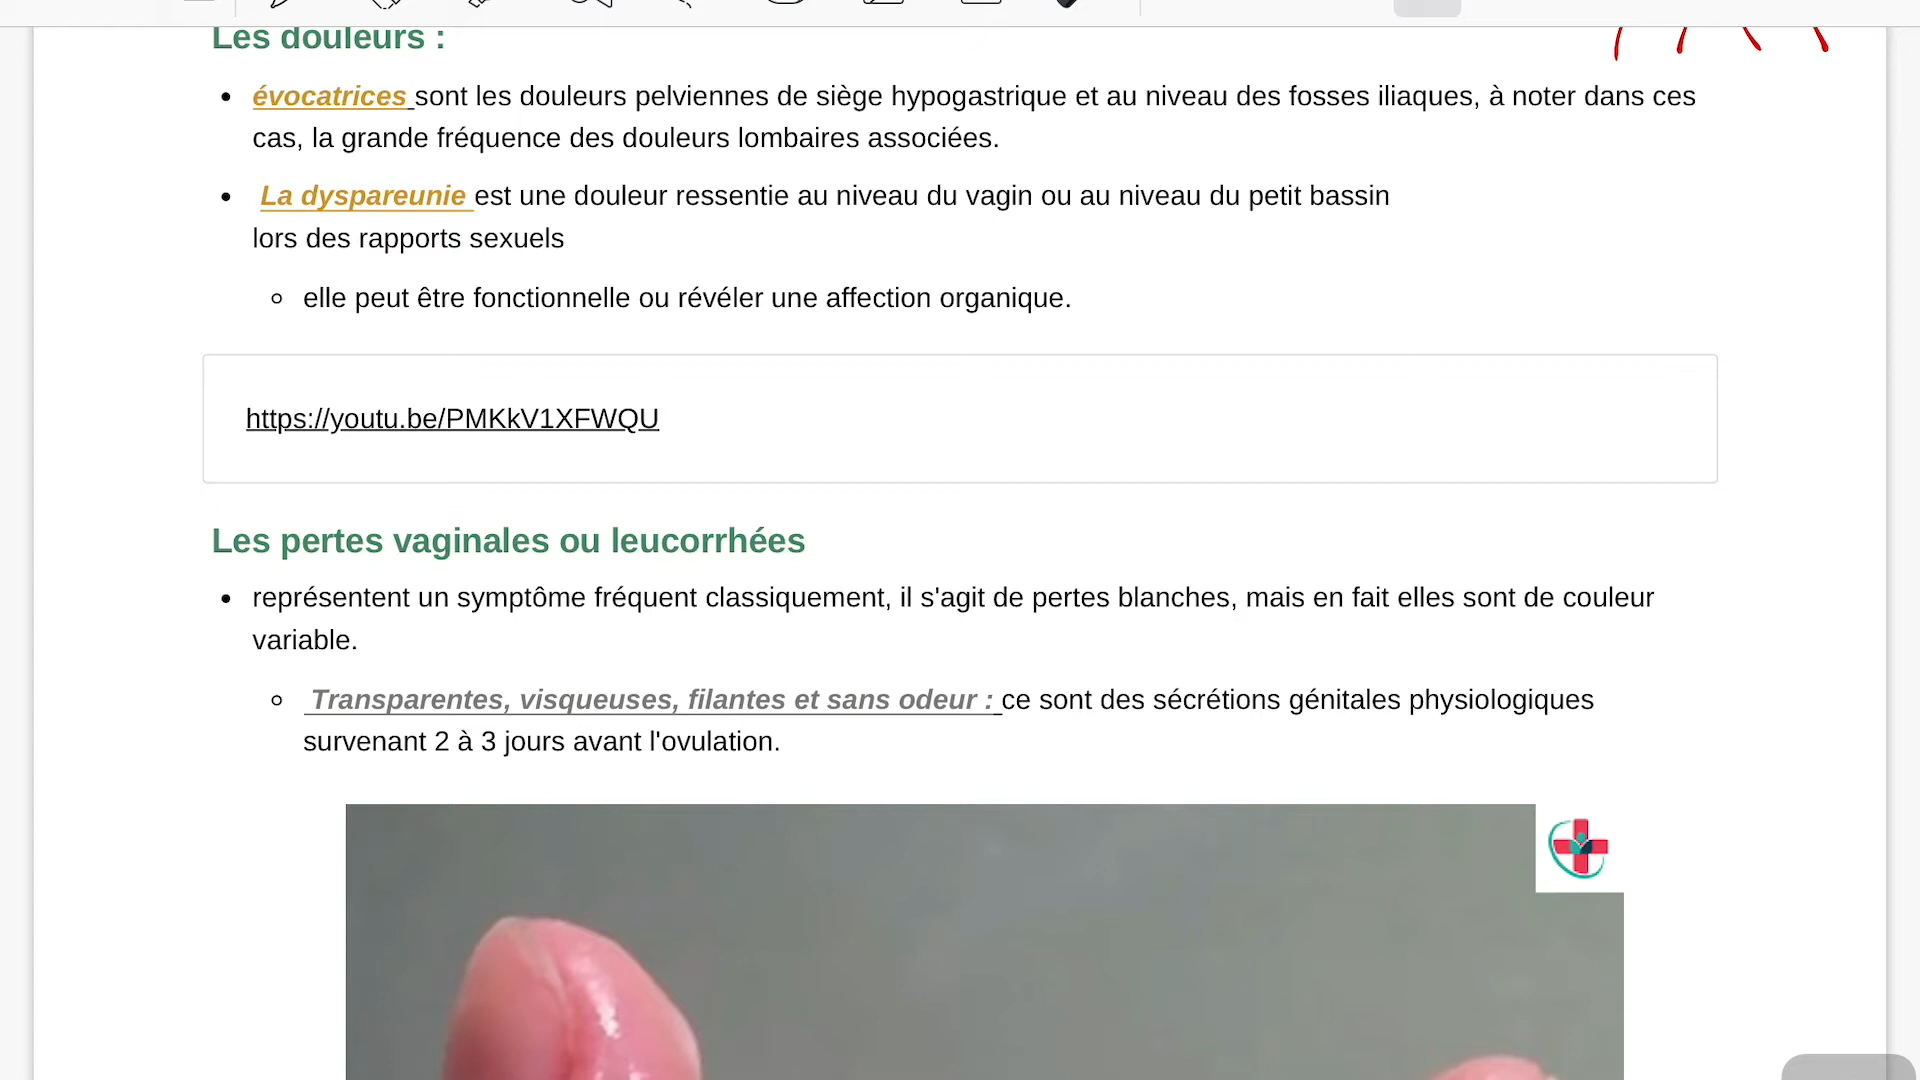 Les douleurs :
évocatrices sont les douleurs pelviennes de siège hypogastrique et au niveau des fosses iliaques, à noter dans ces
cas, la grande fréquence des douleurs lombaires associées.
La dyspareunie est une douleur ressentie au niveau du vagin ou au niveau du petit bassin
lors des rapports sexuels
elle peut être fonctionnelle ou révéler une affection organique.
https://youtu.be/PMKkV1XFWQU
Les pertes vaginales ou leucorrhées
représentent un symptôme fréquent classiquement, il s'agit de pertes blanches, mais en fait elles sont de couleur
variable.
Transparentes, visqueuses, filantes et sans odeur : ce sont des sécrétions génitales physiologiques
survenant 2 à 3 jours avant l'ovulation.